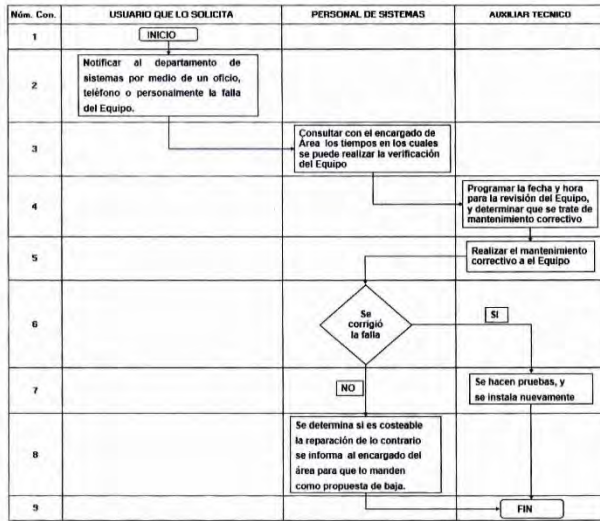 Núm. Con. USUARIO QUE LO SOLICITA PERSONAL DE SISTEMAS AUXILIAR TECNICO
1 INICIO
2
Notificar al departamento de
sistemas por medio de un oficio,
teléfono o personalmente la falla
del Equipo.
3
Consultar con el encargado de
Área los tiempos en los cuales
se puede realizar la verificación
del Equipo
4
Programar la fecha y hora
para la revisión del Equipo,
y determinar que se trate de
mantenimiento correctivo
5
Realizar el mantenimiento
correctivo a el Equipo
6
Se
corrigió
la falla
SI
7
NO
Se hacen pruebas, y
se instala nuevamente
8
Se determina si es costeable
la reparación de lo contrario
se informa al encargado del
área para que lo manden
como propuesta de baja.
9 FIN